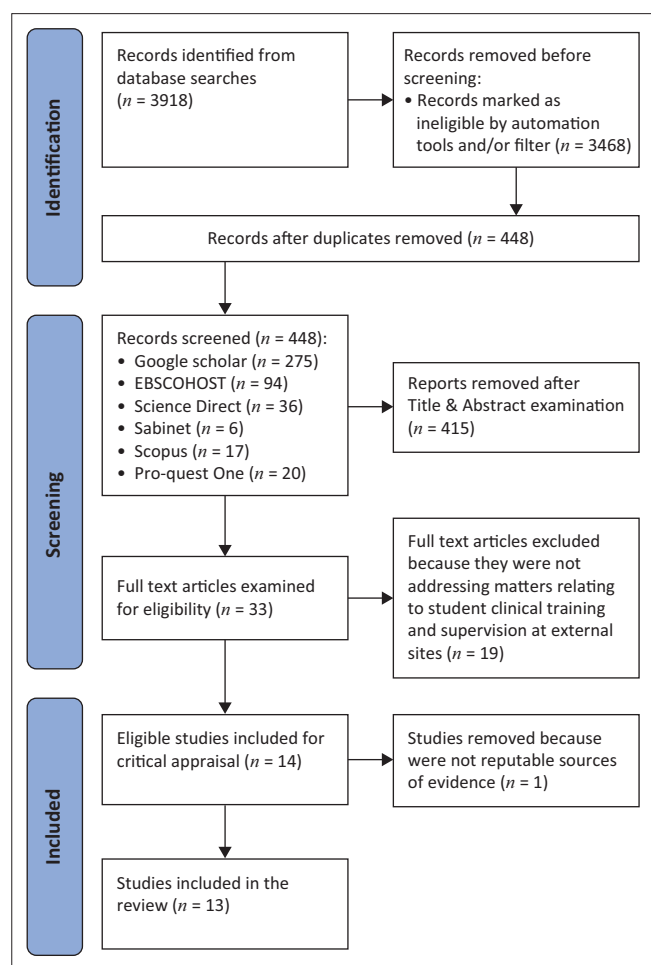 Identification
Records identified from
database searches
(n = 3918)
Records removed before
screening:
• Records marked as
ineligible by automation
tools and/or filter (n = 3468)
Records after duplicates removed (n = 448)
Screening
Records screened (n = 448):
• Google scholar (n = 275)
• EBSCOHOST (n = 94)
• Science Direct (n = 36)
• Sabinet (n = 6)
• Scopus (n = 17)
• Pro-quest One (n = 20)
Reports removed after
Title & Abstract examination
(n = 415)
Full text articles examined
for eligibility (n = 33)
Full text articles excluded
because they were not
addressing matters relating
to student clinical training
and supervision at external
sites (n = 19)
Included
Eligible studies included for
critical appraisal (n = 14)
Studies removed because
were not reputable sources
of evidence (n = 1)
Studies included in the
review (n = 13)